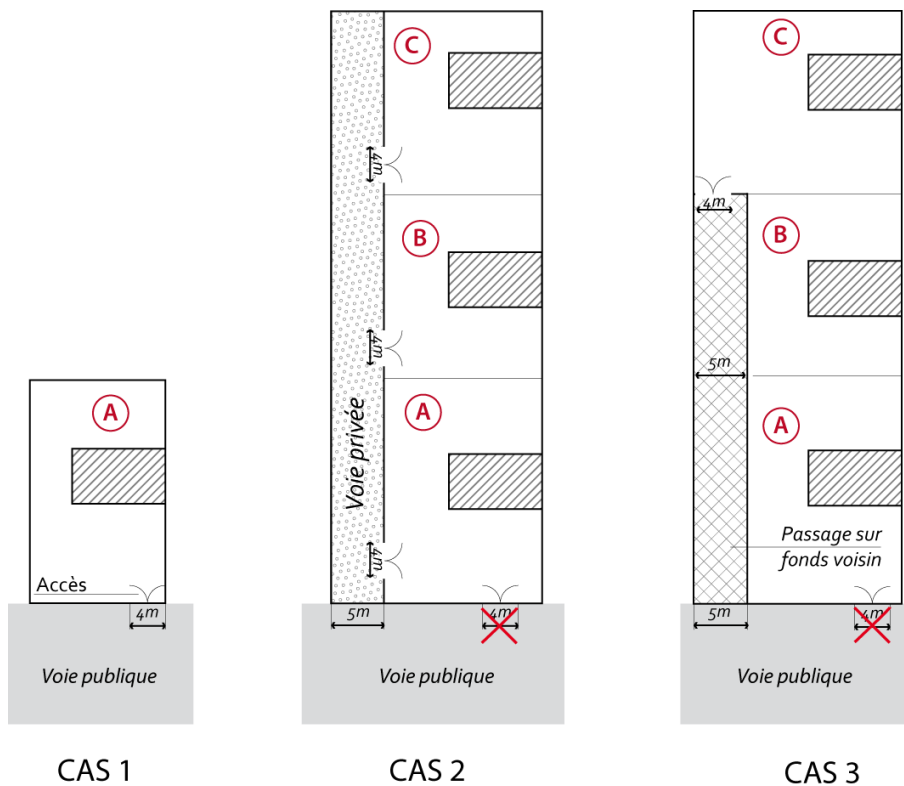 A
Accès
4m
Voie publique
CAS 1
C
4m
B
4m
A
Voie privée
4m
5m
4m
Voie publique
CAS 2
C
4m
B
5m
A
Passage sur
fonds voisin
5m
4m
Voie publique
CAS 3